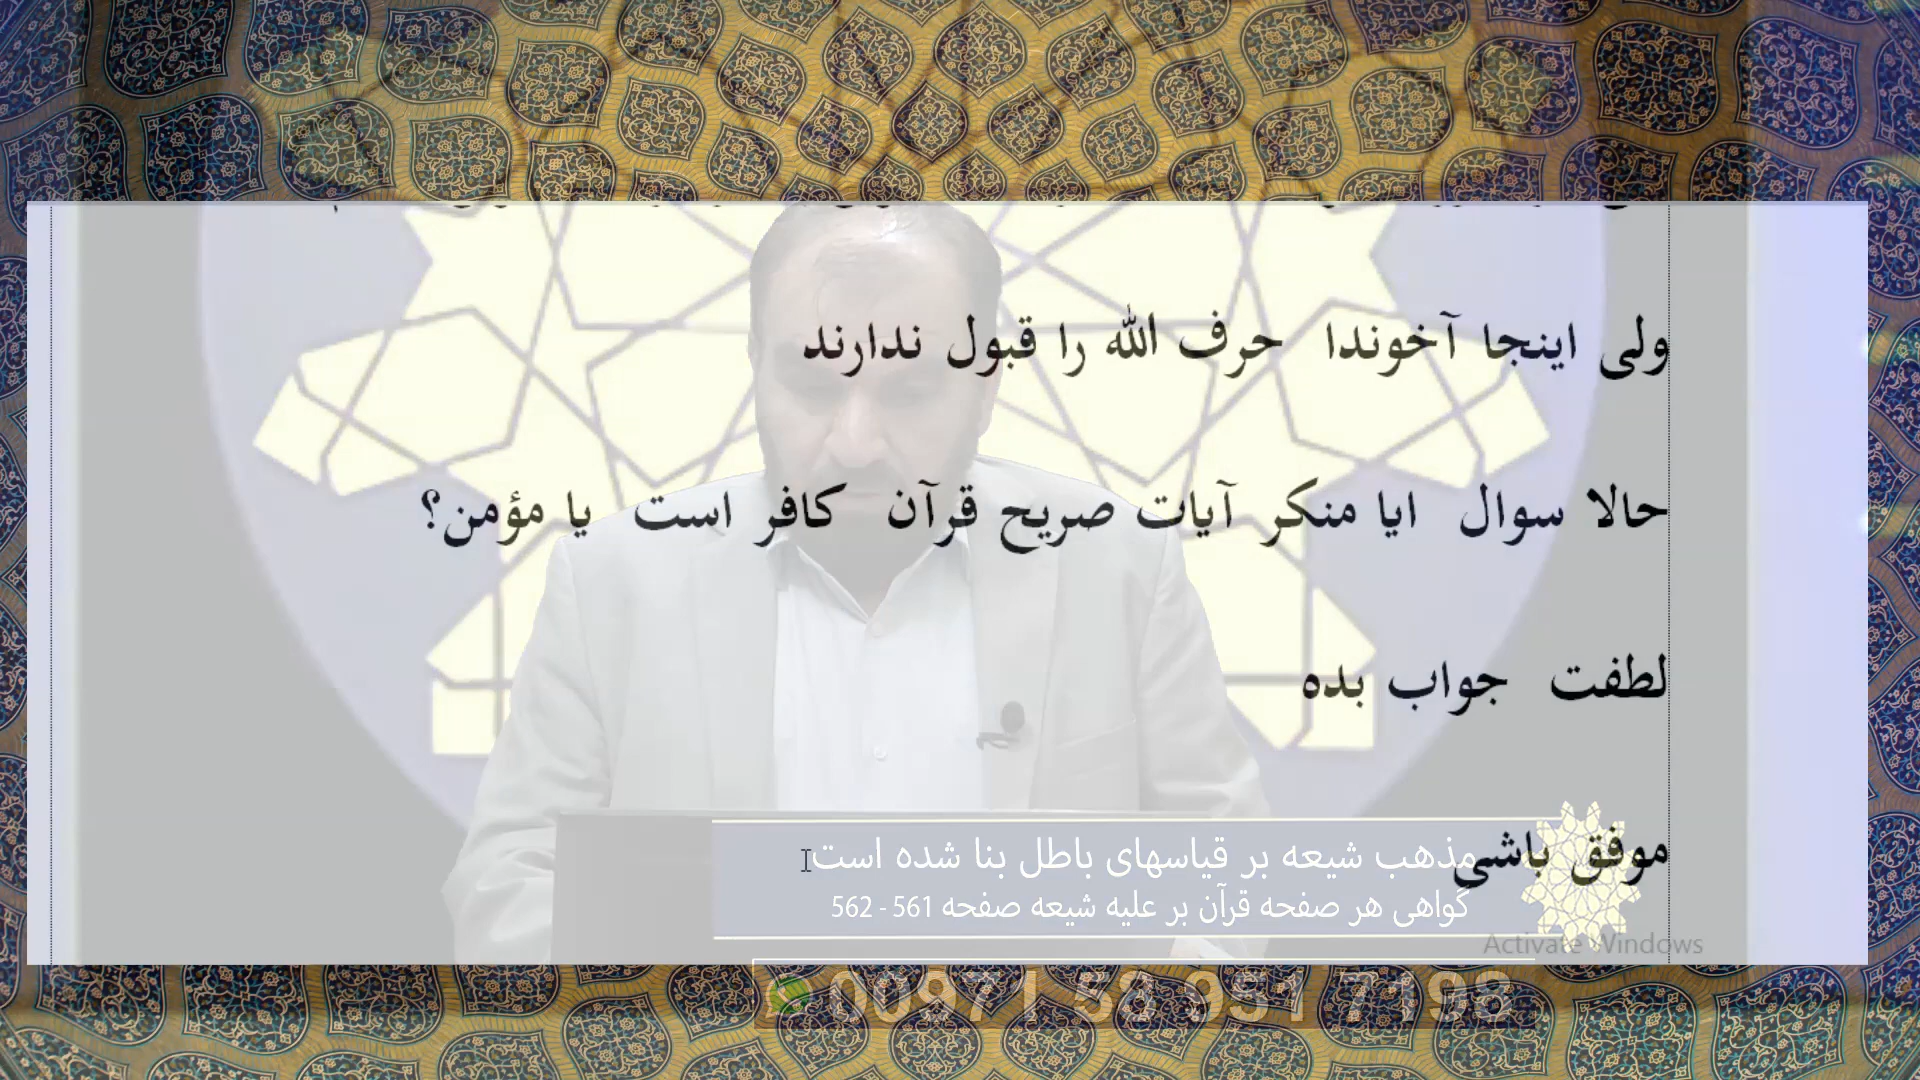 ولی اینجا آخوندا حرف الله را قبول ندارند
حالا سوال ایا منکر آیات صریح قرآن کافر است یا مؤمن؟
لطفت جواب بده
موفق باشی
مذهب شیعه بر قیاسهای باطل بنا شده است
گواهی هر صفحه قرآن بر علیه شیعه صفحه 561 - 562
Activate Windows
00971 58 951 7198